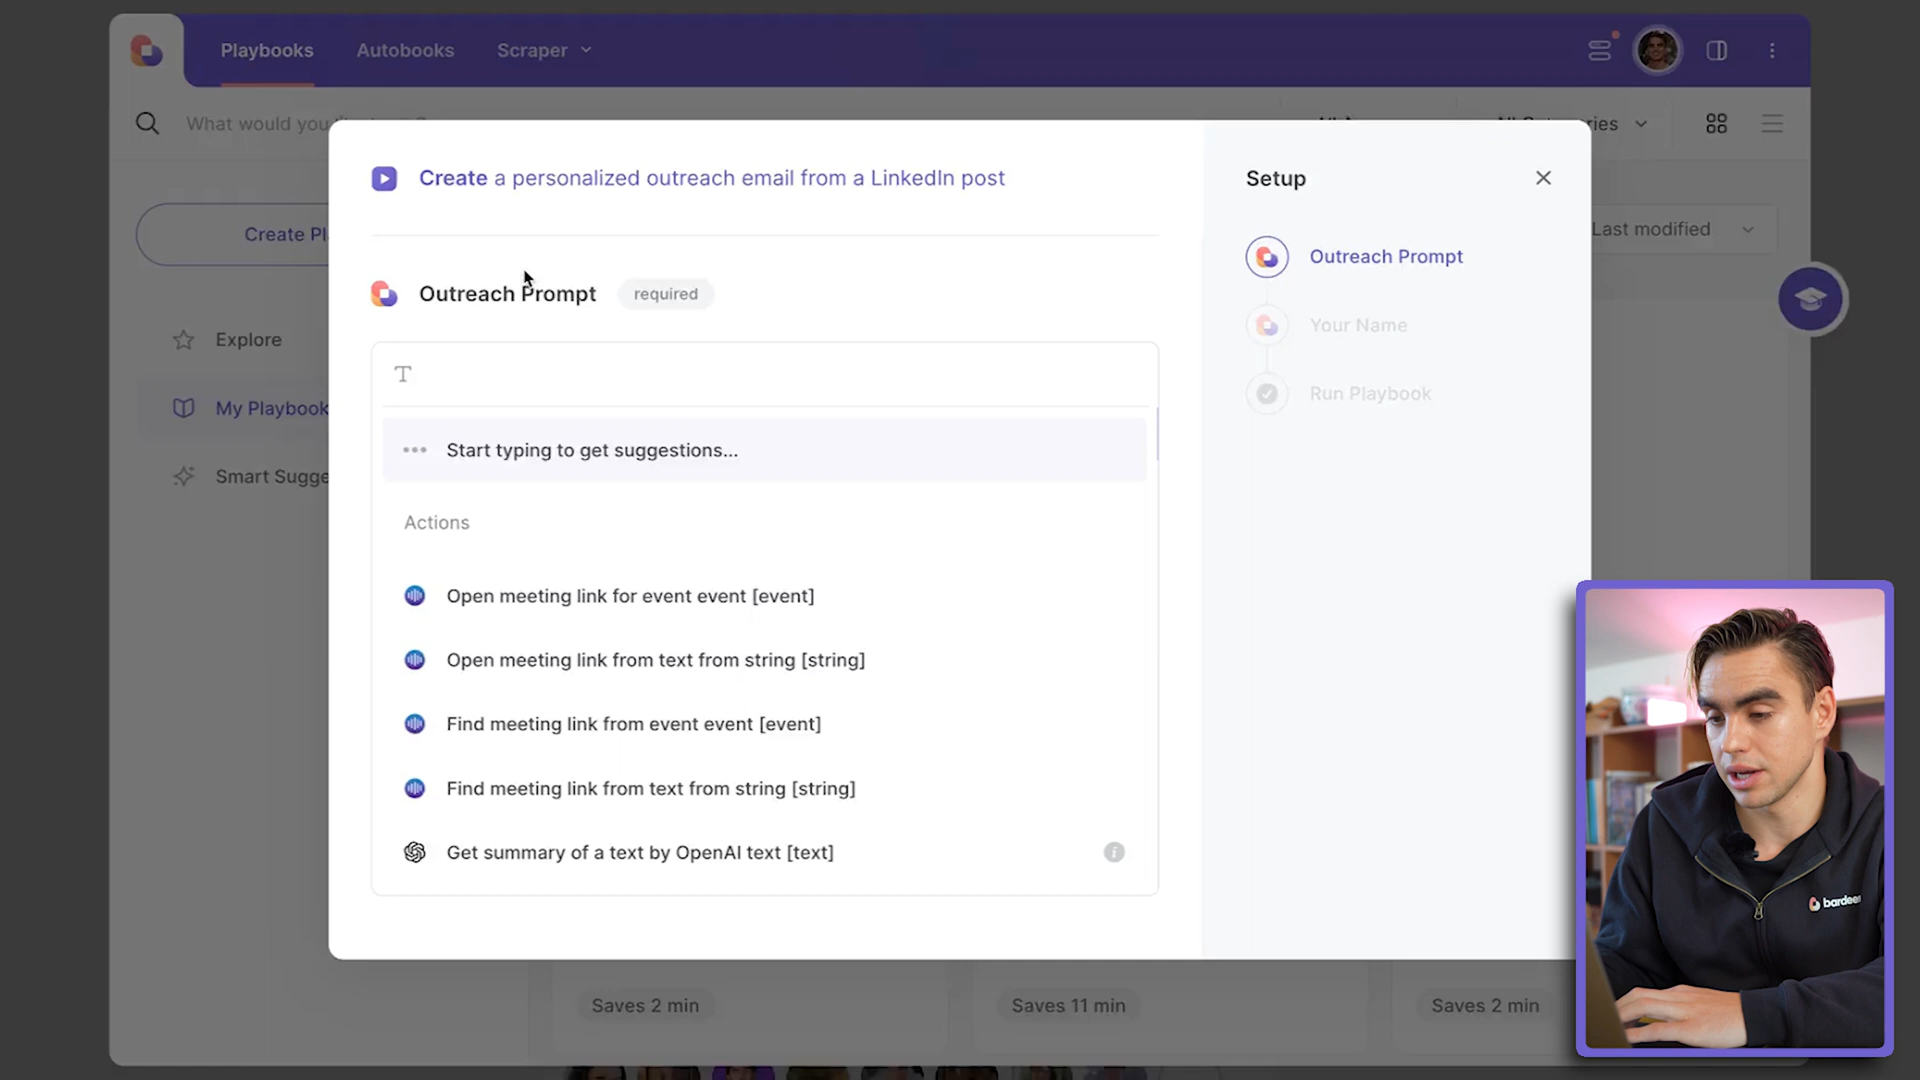 Playbooks
Autobooks
Scraper
What would you
All Categories
Create Pl
Last modified
Explore
My Playbook
Smart Sugge
Create a personalized outreach email from a LinkedIn post
Outreach Prompt
required
T
Start typing to get suggestions...
Actions
Open meeting link for event event [event]
Open meeting link from text from string [string]
Find meeting link from event event [event]
Find meeting link from text from string [string]
Get summary of a text by OpenAI text [text]
i
Setup
Outreach Prompt
Your Name
Run Playbook
Saves 2 min
Saves 11 min
Saves 2 min
bardeen